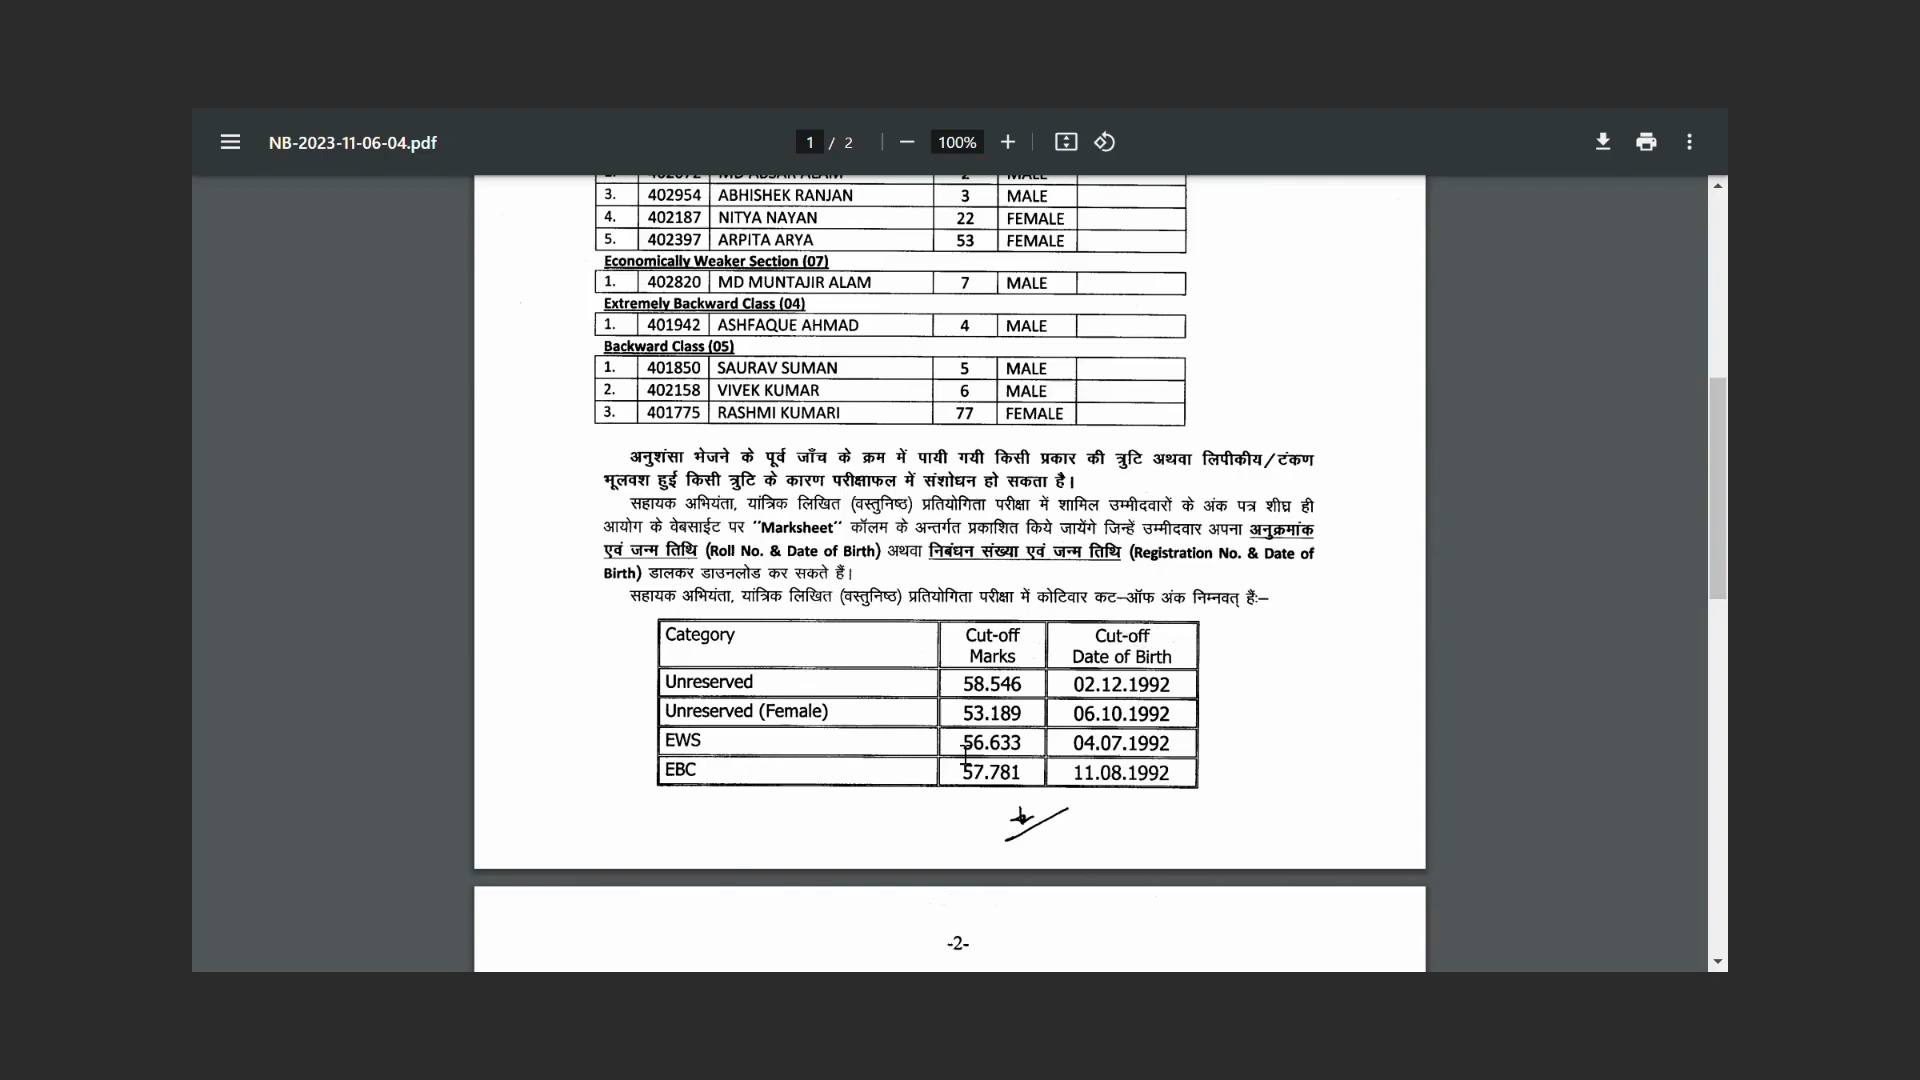 NB-2023-11-06-04.pdf 1 / 2 100%
3. 402954 ABHISHEK RANJAN 3 MALE
4. 402187 NITYA NAYAN 22 FEMALE
5. 402397 ARPITA ARYA 53 FEMALE
Economically Weaker Section (07)
1. 402820 MD MUNTAJIR ALAM 7 MALE
Extremely Backward Class (04)
1. 401942 ASHFAQUE AHMAD 4 MALE
Backward Class (05)
1. 401850 SAURAV SUMAN 5 MALE
2. 402158 VIVEK KUMAR 6 MALE
3. 401775 RASHMI KUMARI 77 FEMALE
अनुशंसा भेजने के पूर्व जाँच के क्रम में पायी गयी किसी प्रकार की त्रुटि अथवा लिपीकीय/टंकण
भूलवश हुई किसी त्रुटि के कारण परीक्षाफल में संशोधन हो सकता है।
सहायक अभियंता, यांत्रिक लिखित (वस्तुनिष्ठ) प्रतियोगिता परीक्षा में शामिल उम्मीदवारों के अंक पत्र शीघ्र ही
आयोग के वेबसाईट पर "Marksheet" कॉलम के अन्तर्गत प्रकाशित किये जायेंगे जिन्हें उम्मीदवार अपना अनुक्रमांक
एवं जन्म तिथि (Roll No. & Date of Birth) अथवा निबंधन संख्या एवं जन्म तिथि (Registration No. & Date of
Birth) डालकर डाउनलोड कर सकते हैं।
सहायक अभियंता, यांत्रिक लिखित (वस्तुनिष्ठ) प्रतियोगिता परीक्षा में कोटिवार कट–ऑफ अंक निम्नवत् हैं:–
Category Cut-off Marks Cut-off Date of Birth
Unreserved 58.546 02.12.1992
Unreserved (Female) 53.189 06.10.1992
EWS 56.633 04.07.1992
EBC 57.781 11.08.1992
-2-